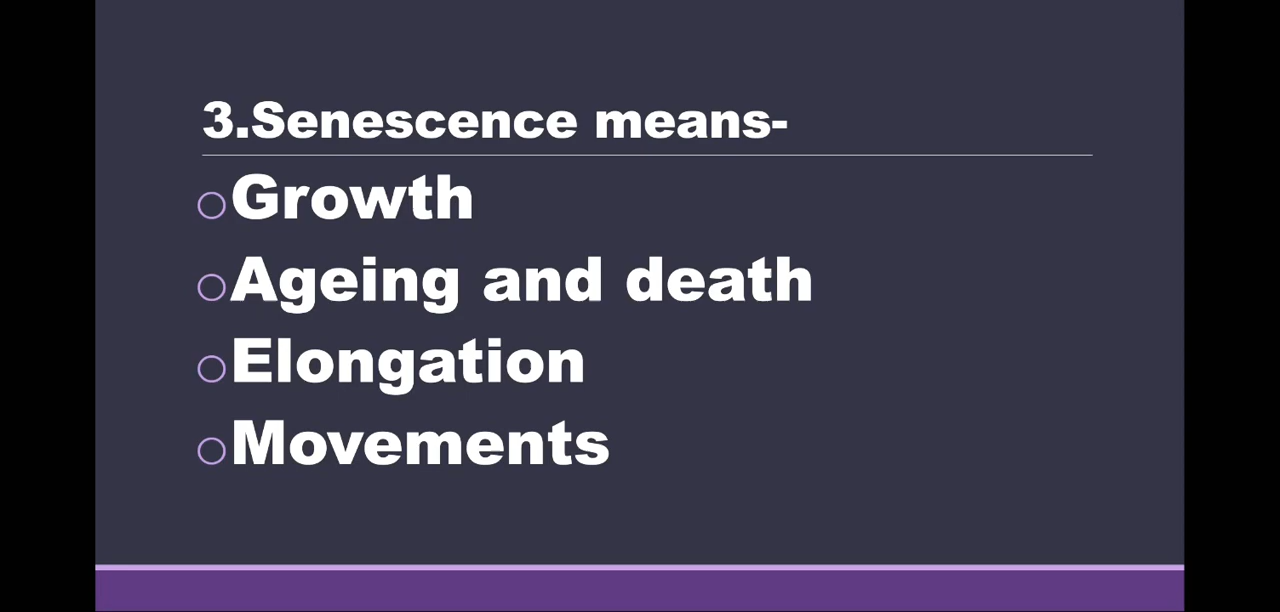 3.Senescence means-
Growth
Ageing and death
Elongation
Movements